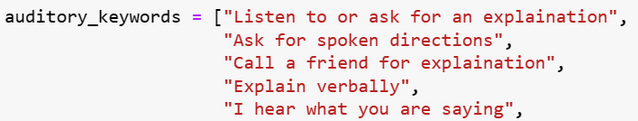 auditory_keywords = ["Listen to or ask for an explaination",
"Ask for spoken directions",
"Call a friend for explaination",
"Explain verbally",
"I hear what you are saying",